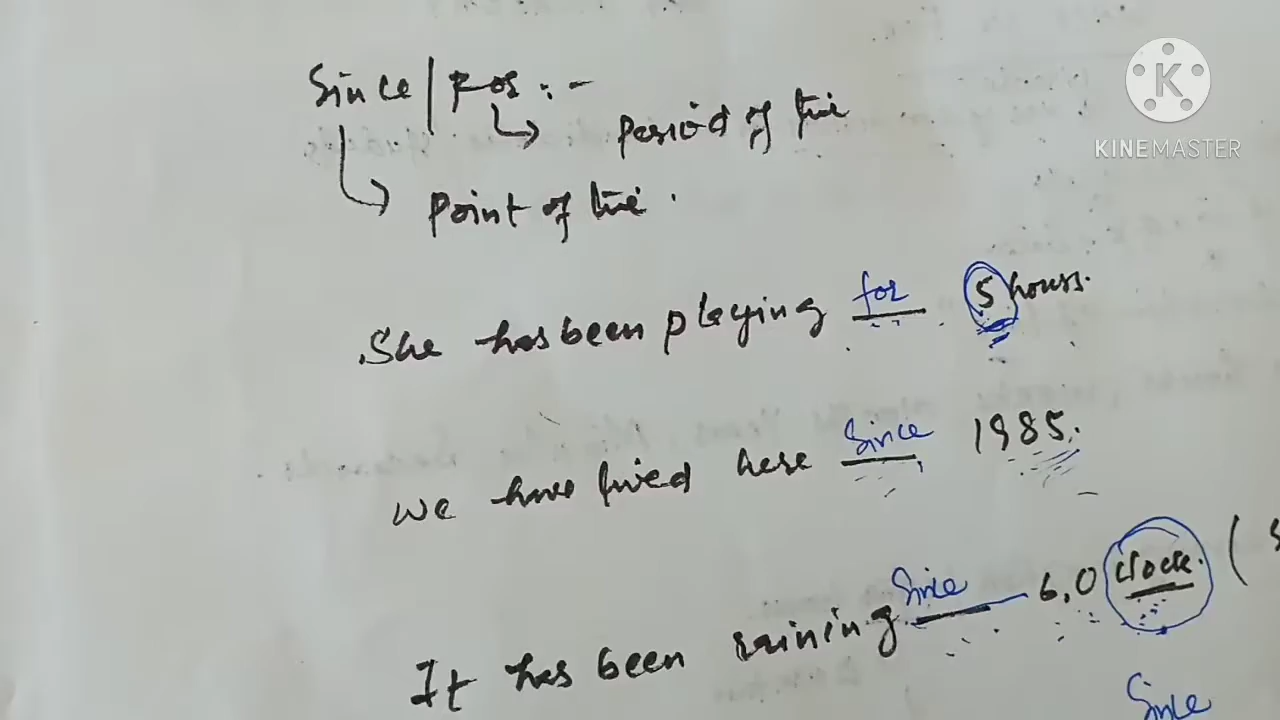 Since / For :-
Period of time
Point of time.
She has been playing for 5 hours.
We have lived here since 1985.
It has been raining Since 6,0 clock. (
Since
K
KINEMASTER